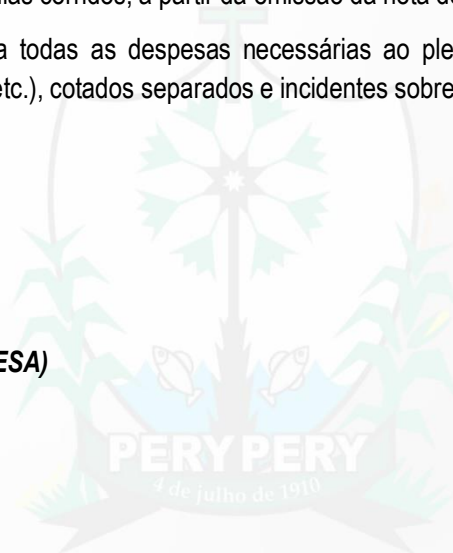 dias corridos, a partir da emissão da nota de
a todas as despesas necessárias ao ple
etc.), cotados separados e incidentes sobre
ESA)
PERY PERY
4 de julho de 1910